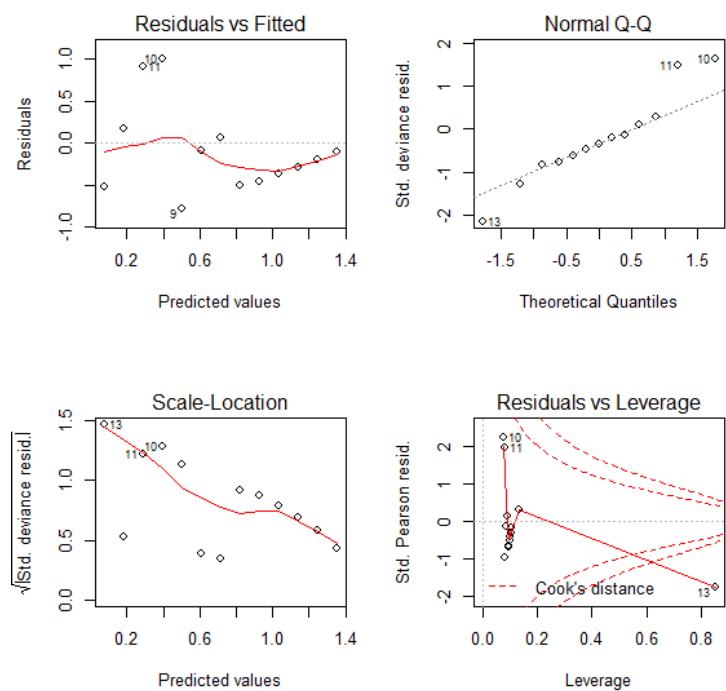 Residuals vs Fitted
Residuals
1.0
0.5
0.0
-1.0
10
11
9
0.2 0.6 1.0 1.4
Predicted values
Normal Q-Q
Std. deviance resid.
2
1
0
-1
-2
11
10
13
-1.5 -0.5 0.5 1.5
Theoretical Quantiles
Scale-Location
√|Std. deviance resid.|
1.5
1.0
0.5
0.0
13
11
10
0.2 0.6 1.0 1.4
Predicted values
Residuals vs Leverage
Std. Pearson resid.
2
1
0
-1
-2
10
11
13
Cook's distance
0.0 0.2 0.4 0.6 0.8
Leverage